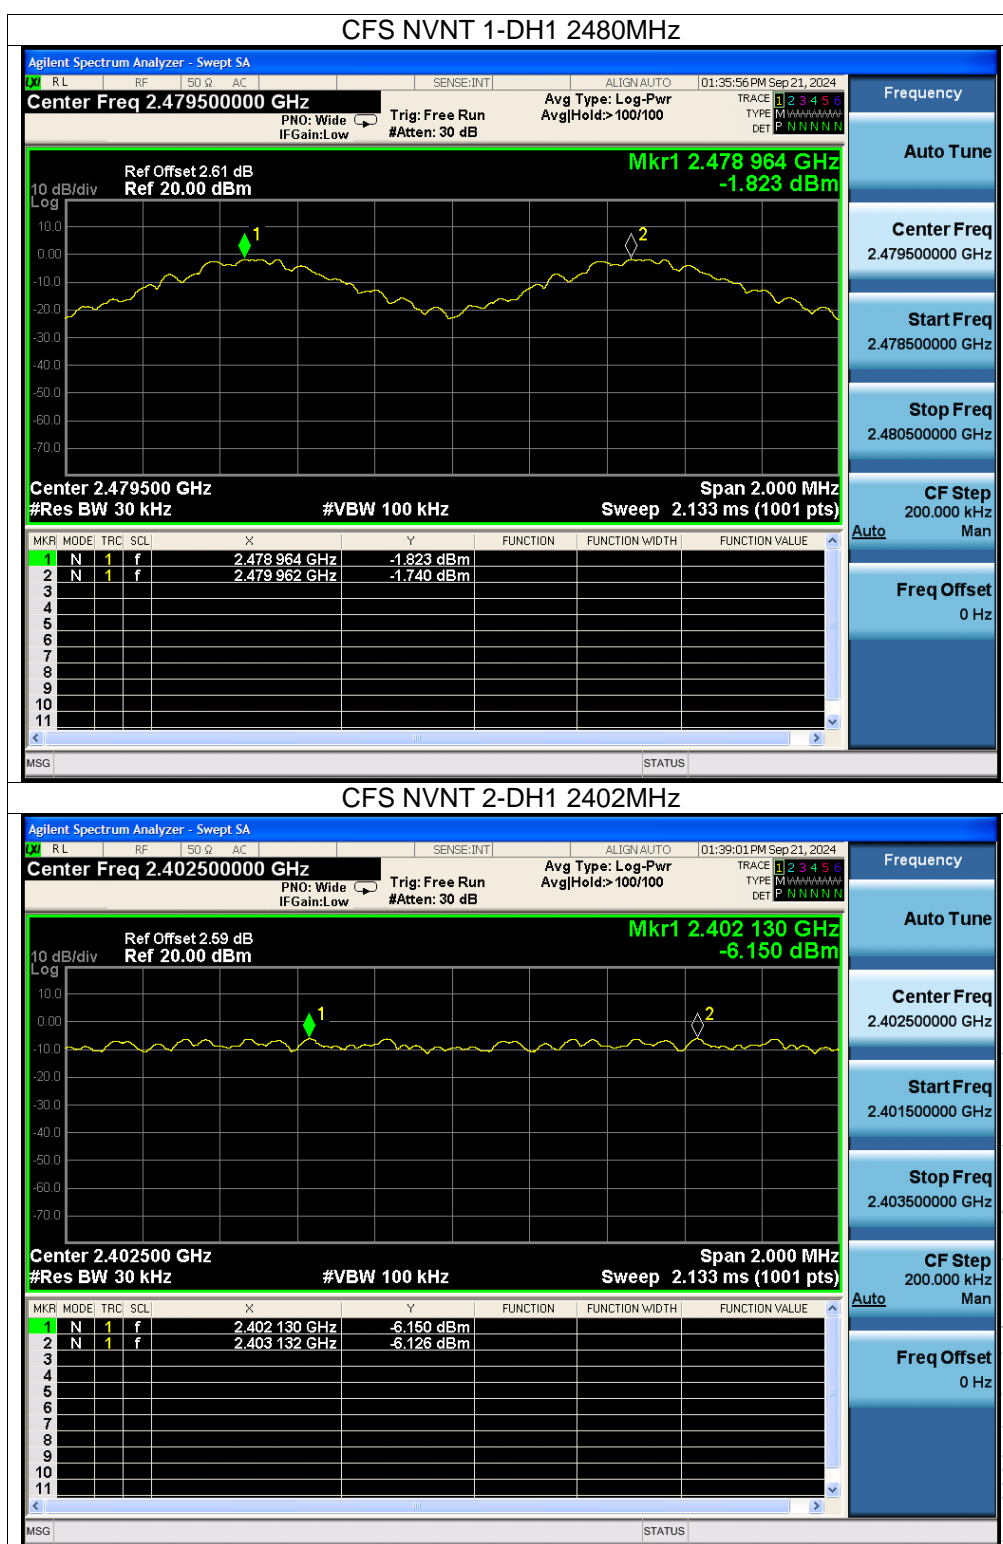 CFS NVNT 1-DH1 2480MHz
Agilent Spectrum Analyzer - Swept SA
LXI RL RF 50 Ω AC SENSE:INT ALIGN AUTO 01:35:56 PM Sep 21, 2024
Center Freq 2.479500000 GHz Avg Type: Log-Pwr TRACE 1 2 3 4 5 6
PNO: Wide Trig: Free Run Avg|Hold:>100/100 TYPE M WWWWW
IFGain:Low #Atten: 30 dB DET P N N N N N
Mkr1 2.478 964 GHz
-1.823 dBm
Ref Offset 2.61 dB
10 dB/div Ref 20.00 dBm
Log
10.0
0.00
-10.0
-20.0
-30.0
-40.0
-50.0
-60.0
-70.0
1
2
Center 2.479500 GHz Span 2.000 MHz
#Res BW 30 kHz #VBW 100 kHz Sweep 2.133 ms (1001 pts)
MKR MODE TRC SCL X Y FUNCTION FUNCTION WIDTH FUNCTION VALUE
1 N 1 f 2.478 964 GHz -1.823 dBm
2 N 1 f 2.479 962 GHz -1.740 dBm
3
4
5
6
7
8
9
10
11
MSG STATUS
Frequency
Auto Tune
Center Freq
2.479500000 GHz
Start Freq
2.478500000 GHz
Stop Freq
2.480500000 GHz
CF Step
200.000 kHz
Auto Man
Freq Offset
0 Hz
CFS NVNT 2-DH1 2402MHz
Agilent Spectrum Analyzer - Swept SA
LXI RL RF 50 Ω AC SENSE:INT ALIGN AUTO 01:39:01 PM Sep 21, 2024
Center Freq 2.402500000 GHz Avg Type: Log-Pwr TRACE 1 2 3 4 5 6
PNO: Wide Trig: Free Run Avg|Hold:>100/100 TYPE M WWWWW
IFGain:Low #Atten: 30 dB DET P N N N N N
Mkr1 2.402 130 GHz
-6.150 dBm
Ref Offset 2.59 dB
10 dB/div Ref 20.00 dBm
Log
10.0
0.00
-10.0
-20.0
-30.0
-40.0
-50.0
-60.0
-70.0
1
2
Center 2.402500 GHz Span 2.000 MHz
#Res BW 30 kHz #VBW 100 kHz Sweep 2.133 ms (1001 pts)
MKR MODE TRC SCL X Y FUNCTION FUNCTION WIDTH FUNCTION VALUE
1 N 1 f 2.402 130 GHz -6.150 dBm
2 N 1 f 2.403 132 GHz -6.126 dBm
3
4
5
6
7
8
9
10
11
MSG STATUS
Frequency
Auto Tune
Center Freq
2.402500000 GHz
Start Freq
2.401500000 GHz
Stop Freq
2.403500000 GHz
CF Step
200.000 kHz
Auto Man
Freq Offset
0 Hz